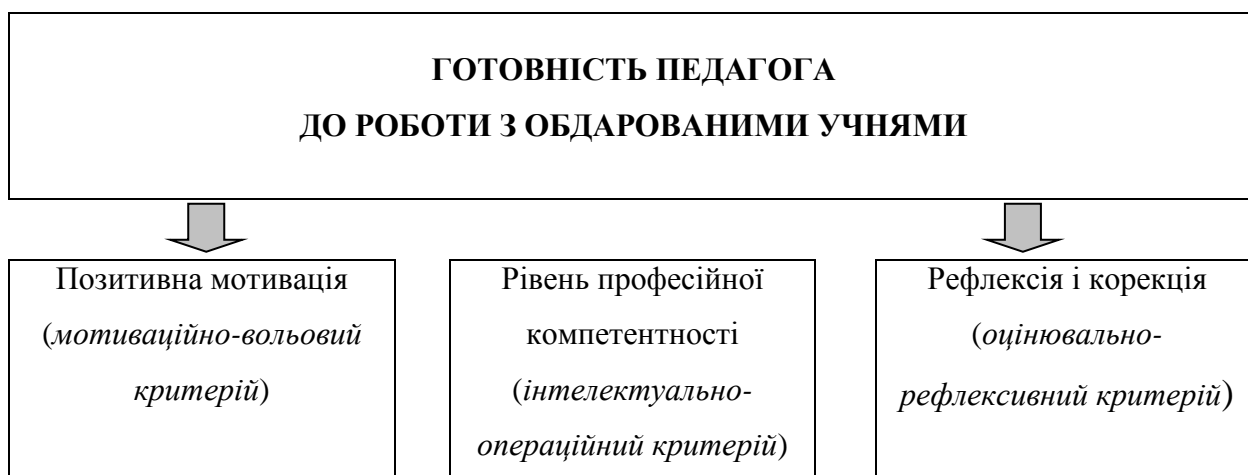 ГОТОВНІСТЬ ПЕДАГОГА
ДО РОБОТИ З ОБДАРОВАНИМИ УЧНЯМИ
Позитивна мотивація
(мотиваційно-вольовий
критерій)
Рівень професійної
компетентності
(інтелектуально-
операційний критерій)
Рефлексія і корекція
(оцінювально-
рефлексивний критерій)